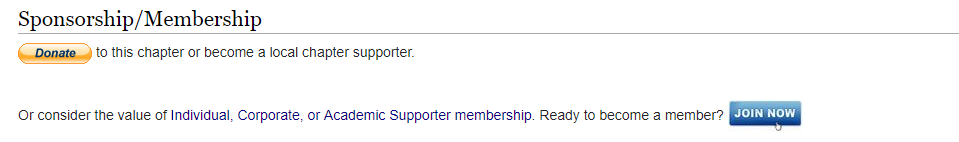 Sponsorship/Membership
Donate to this chapter or become a local chapter supporter.
Or consider the value of Individual, Corporate, or Academic Supporter membership. Ready to become a member? JOIN NOW